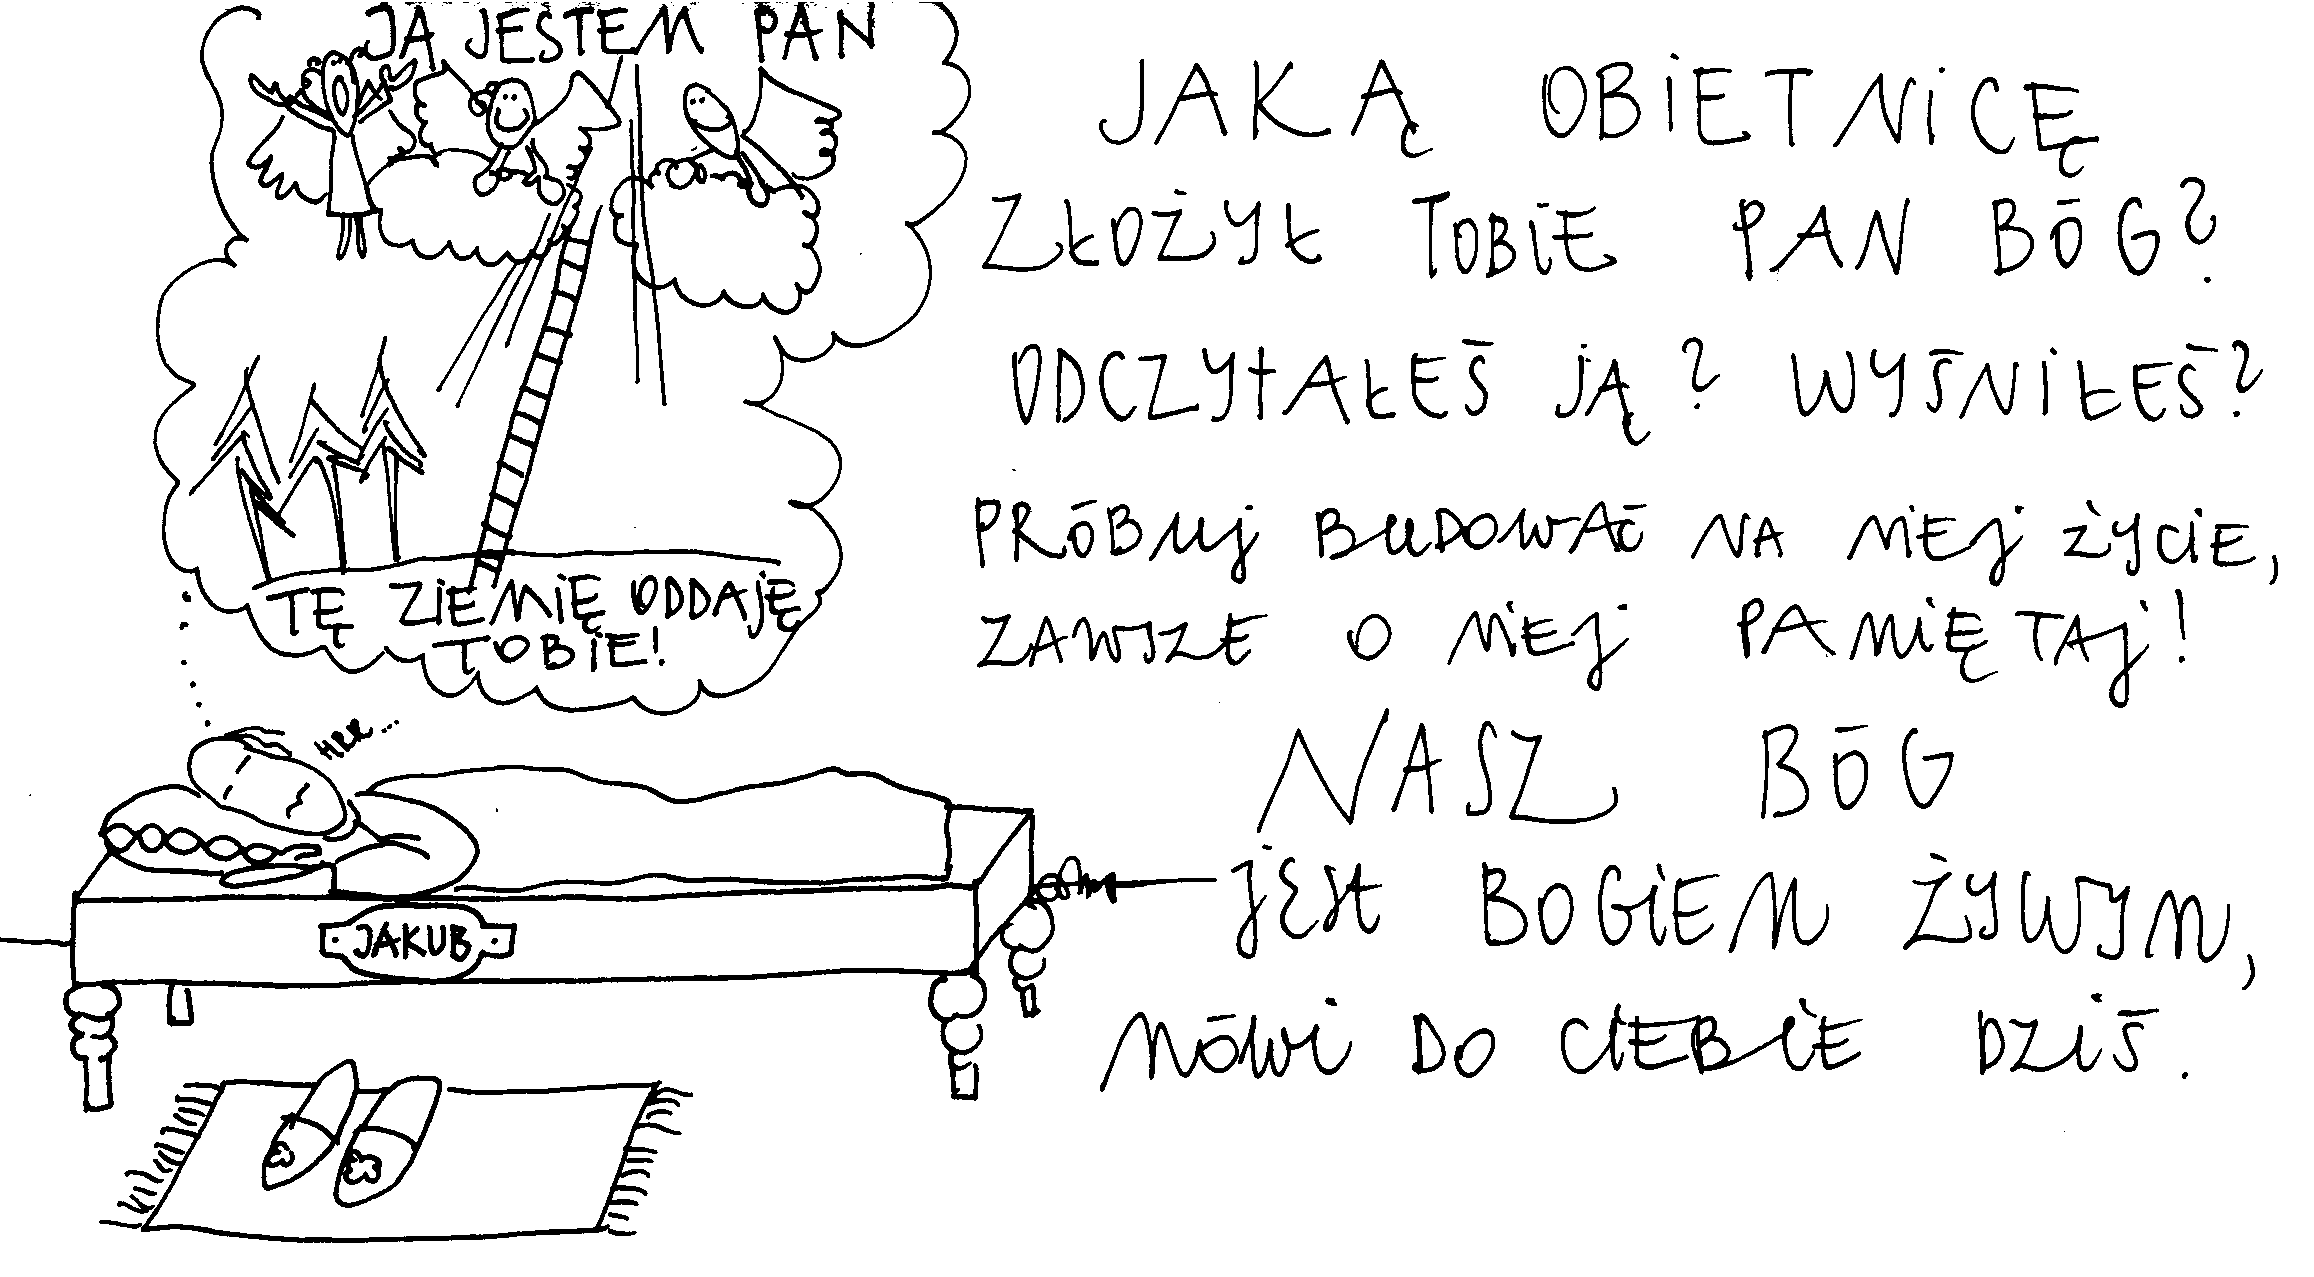 JA JESTEM PAN
TĘ ZIEMIĘ ODDAJĘ
TOBIE!
HRR...
JAKUB
JAKĄ OBIETNICĘ
ZŁOŻYŁ TOBIE PAN BÓG?
ODCZYTAŁEŚ JĄ? WYŚNIŁEŚ?
PRÓBUJ BUDOWAĆ NA NIEJ ŻYCIE,
ZAWSZE O NIEJ PAMIĘTAJ!
NASZ BÓG
JEST BOGIEM ŻYWYM,
MÓWI DO CIEBIE DZIŚ.